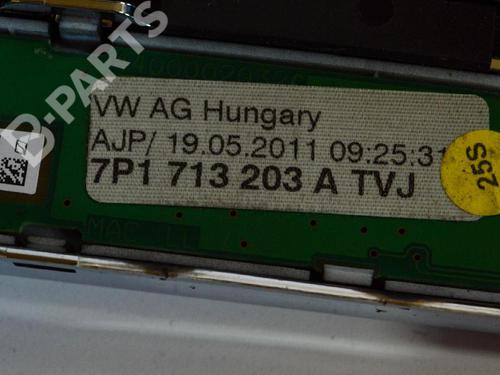 B-PARTS
VW AG Hungary
AJP/ 19.05.2011 09:25:31
7P1 713 203 A TVJ
25S